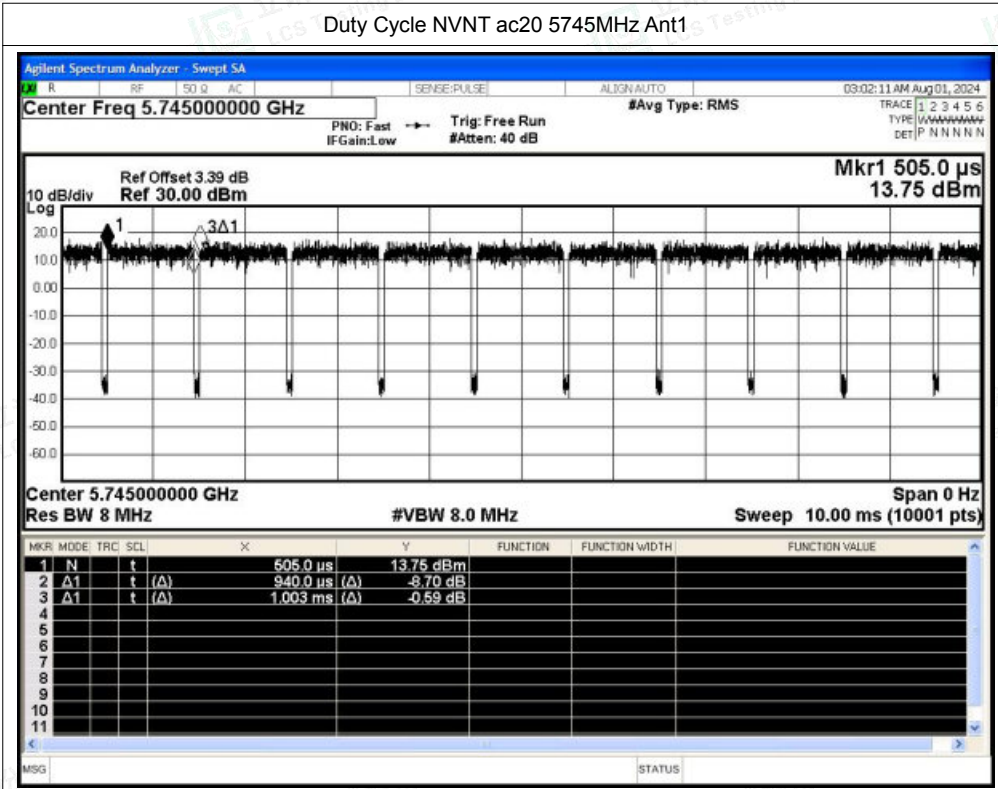 Duty Cycle NVNT ac20 5745MHz Ant1
Agilent Spectrum Analyzer - Swept SA
R RF 50 Ω AC SENSE:PULSE ALIGN AUTO 03:02:11 AM Aug 01, 2024
Center Freq 5.745000000 GHz #Avg Type: RMS TRACE 1 2 3 4 5 6
PNO: Fast Trig: Free Run TYPE
IFGain:Low #Atten: 40 dB DET P N N N N N
Mkr1 505.0 µs
13.75 dBm
Ref Offset 3.39 dB
10 dB/div Ref 30.00 dBm
Log
1 3Δ1
20.0
10.0
0.00
-10.0
-20.0
-30.0
-40.0
-50.0
-60.0
Center 5.745000000 GHz Span 0 Hz
Res BW 8 MHz #VBW 8.0 MHz Sweep 10.00 ms (10001 pts)
MKR MODE TRC SCL X Y FUNCTION FUNCTION WIDTH FUNCTION VALUE
1 N t 505.0 µs 13.75 dBm
2 Δ1 t (Δ) 940.0 µs (Δ) -8.70 dB
3 Δ1 t (Δ) 1.003 ms (Δ) -0.59 dB
4
5
6
7
8
9
10
11
MSG STATUS